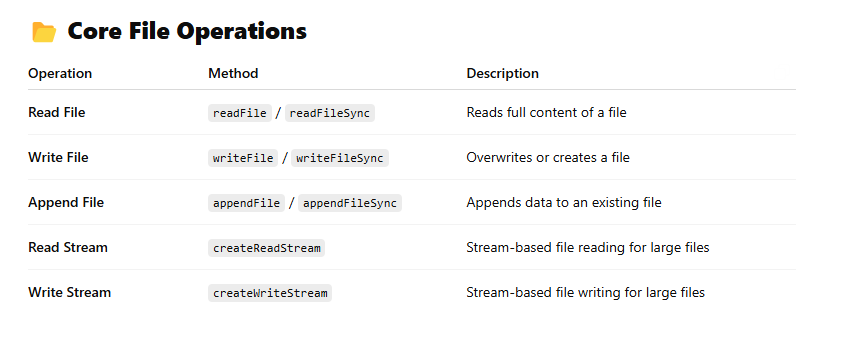 Core File Operations
Operation Method Description
Read File readFile / readFileSync Reads full content of a file
Write File writeFile / writeFileSync Overwrites or creates a file
Append File appendFile / appendFileSync Appends data to an existing file
Read Stream createReadStream Stream-based file reading for large files
Write Stream createWriteStream Stream-based file writing for large files